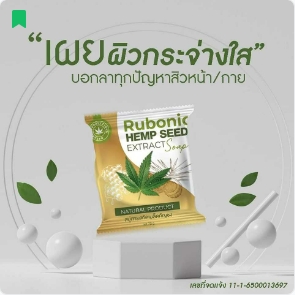 “เผยผิวกระจ่างใส”
บอกลาทุกปัญหาสิวหน้า/กาย
Rubonic
HEMP SEED
EXTRACT Soap
NATURAL PRODUCT
เลขที่จดแจ้ง 11-1-6500013697